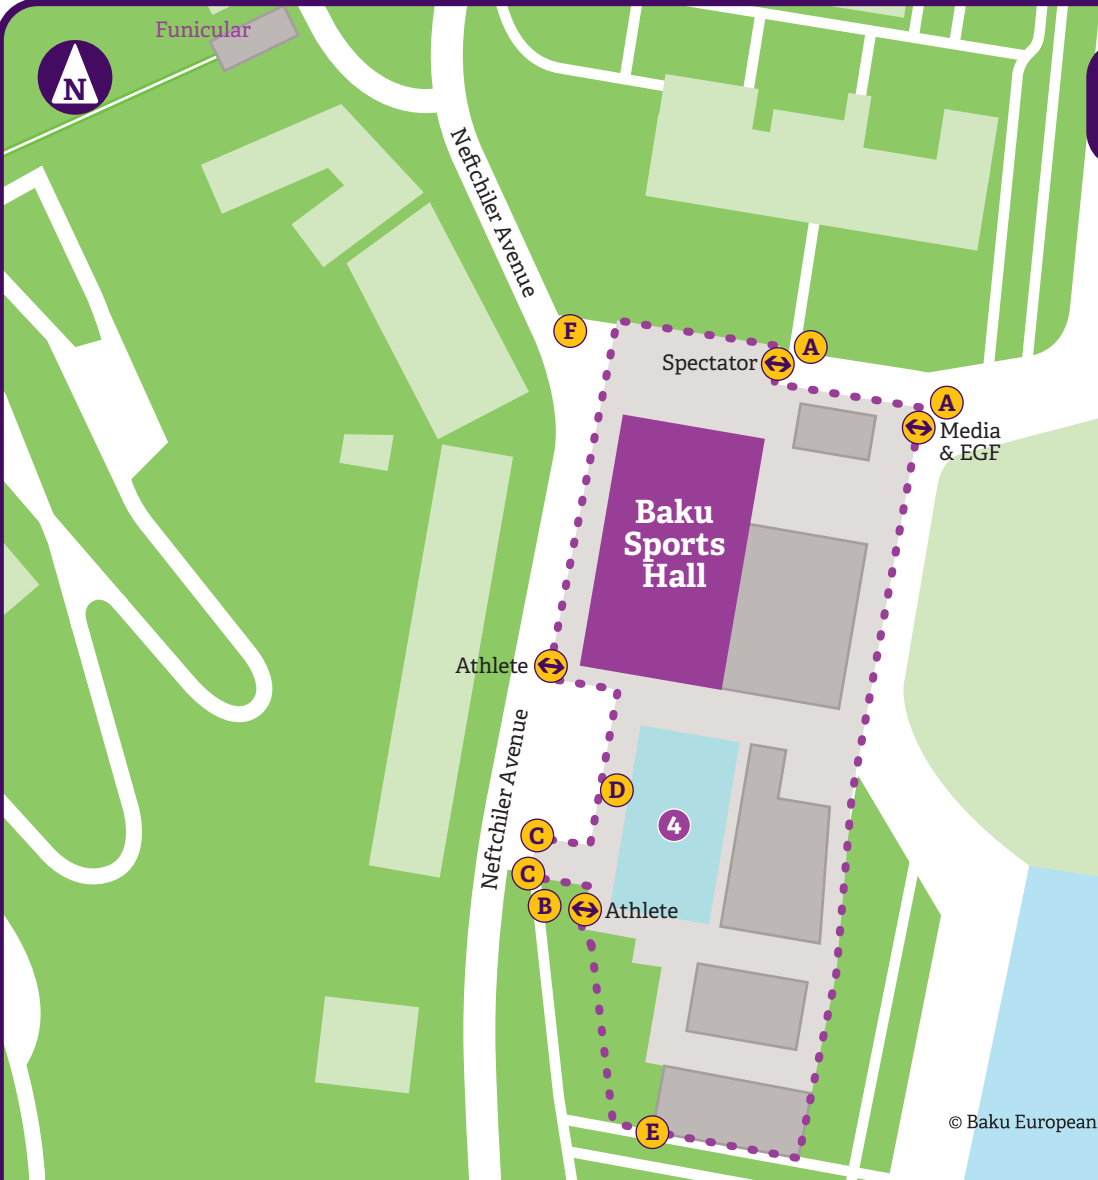 Funicular
N
Neftchiler Avenue
F
A
Spectator
A
Media
& EGF
Baku
Sports
Hall
Athlete
Neftchiler Avenue
D
4
C
C
B
Athlete
E
© Baku European